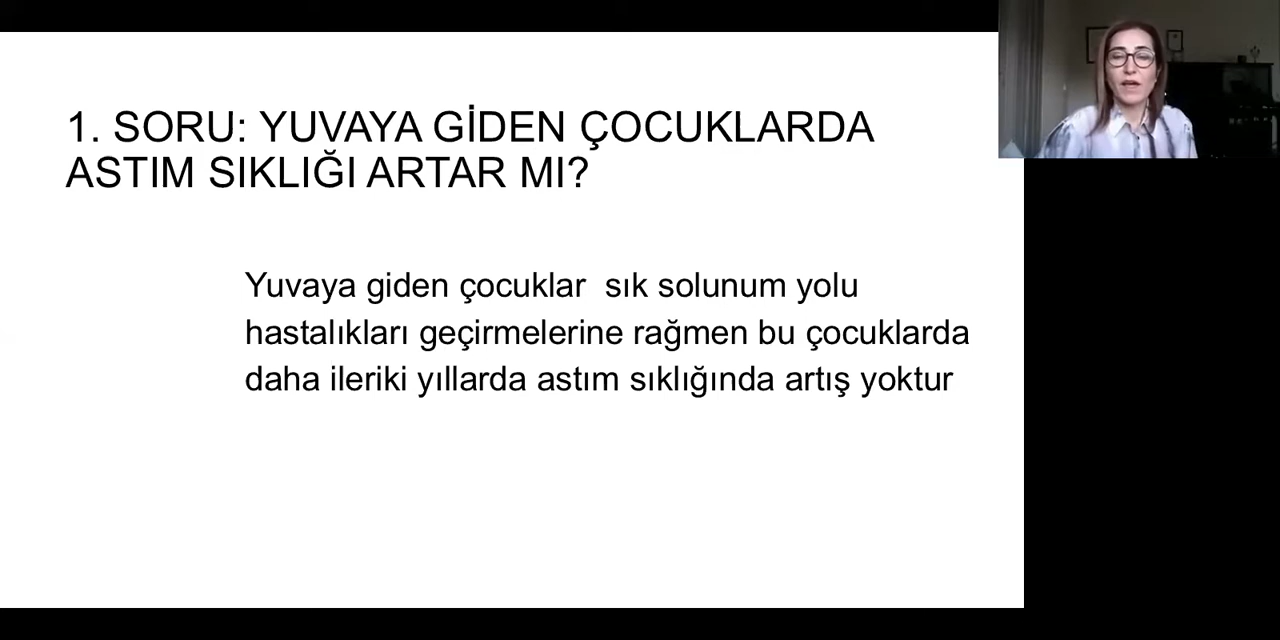 1. SORU: YUVAYA GİDEN ÇOCUKLARDA
ASTIM SIKLIĞI ARTAR MI?
Yuvaya giden çocuklar  sık solunum yolu
hastalıkları geçirmelerine rağmen bu çocuklarda
daha ileriki yıllarda astım sıklığında artış yoktur